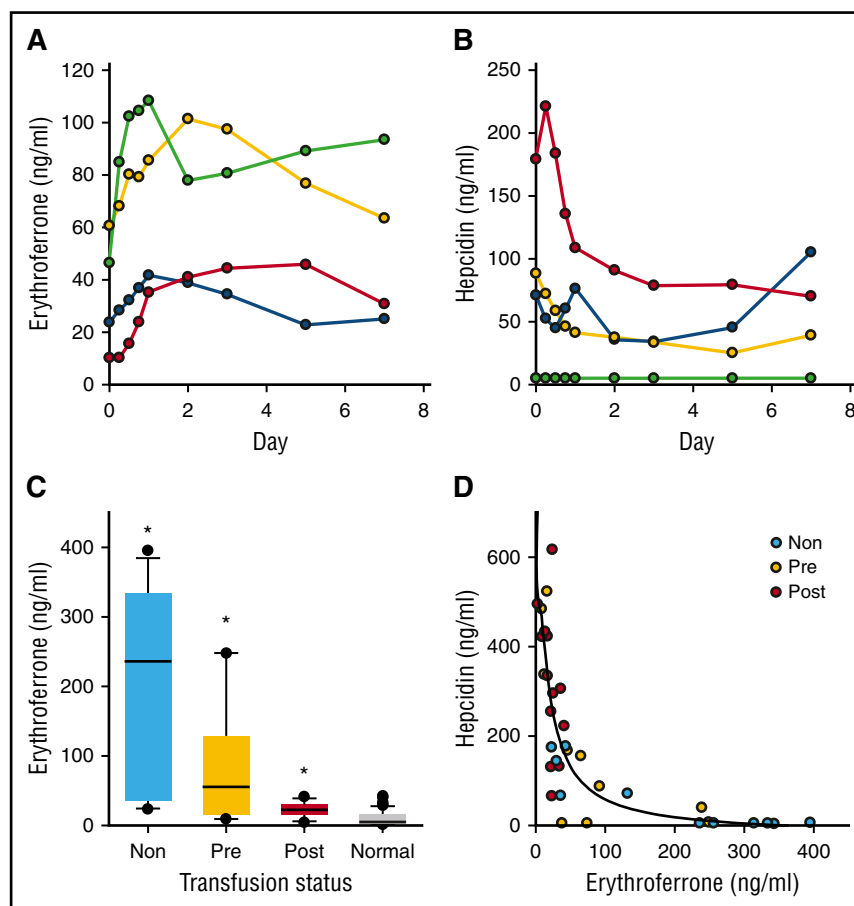 A
Erythroferrone (ng/ml)
120
100
80
60
40
20
0
0 2 4 6 8
Day
B
Hepcidin (ng/ml)
250
200
150
100
50
0
0 2 4 6 8
Day
C
Erythroferrone (ng/ml)
400
300
200
100
0
* * *
Non Pre Post Normal
Transfusion status
D
Hepcidin (ng/ml)
600
400
200
0
Non
Pre
Post
0 100 200 300 400
Erythroferrone (ng/ml)